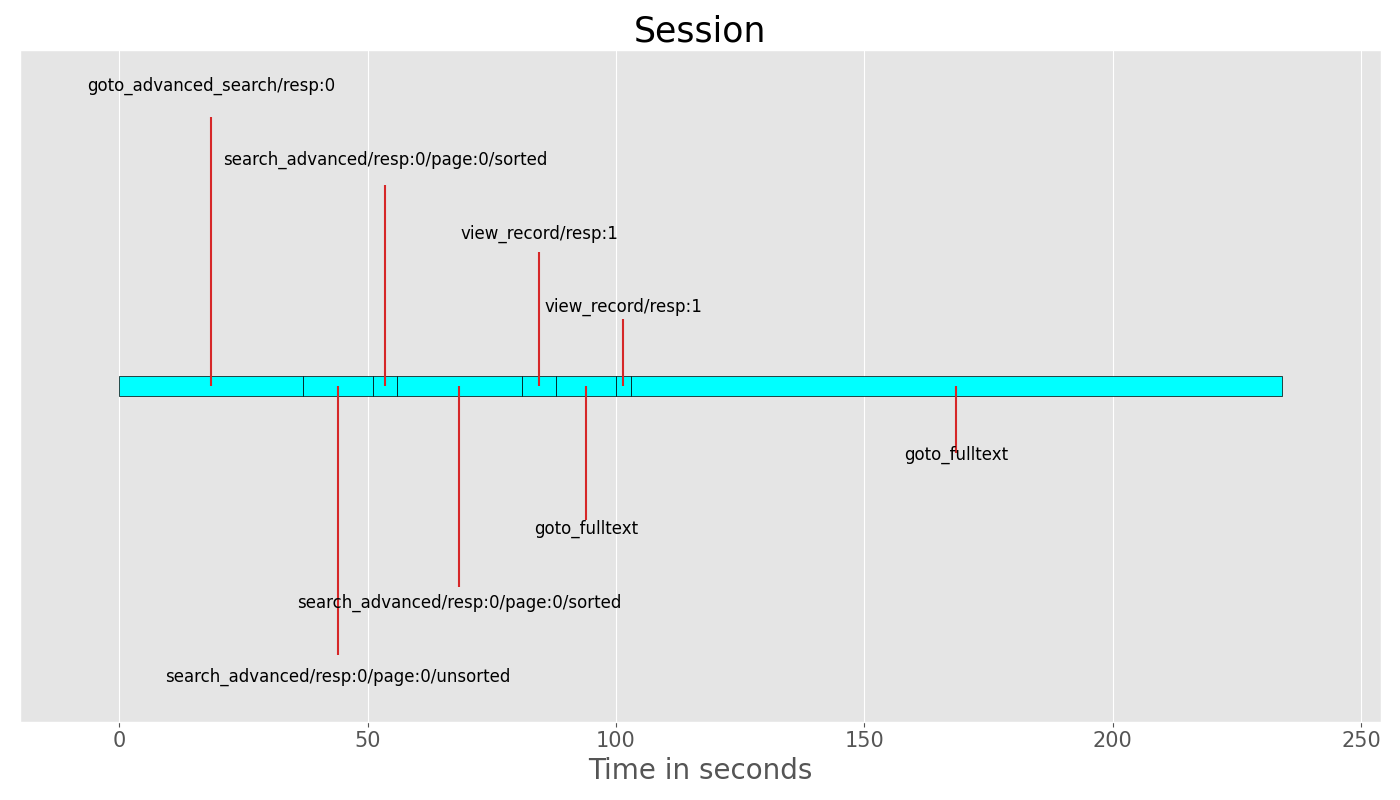 Session
goto_advanced_search/resp:0
search_advanced/resp:0/page:0/sorted
view_record/resp:1
view_record/resp:1
goto_fulltext
goto_fulltext
search_advanced/resp:0/page:0/sorted
search_advanced/resp:0/page:0/unsorted
0 50 100 150 200 250
Time in seconds